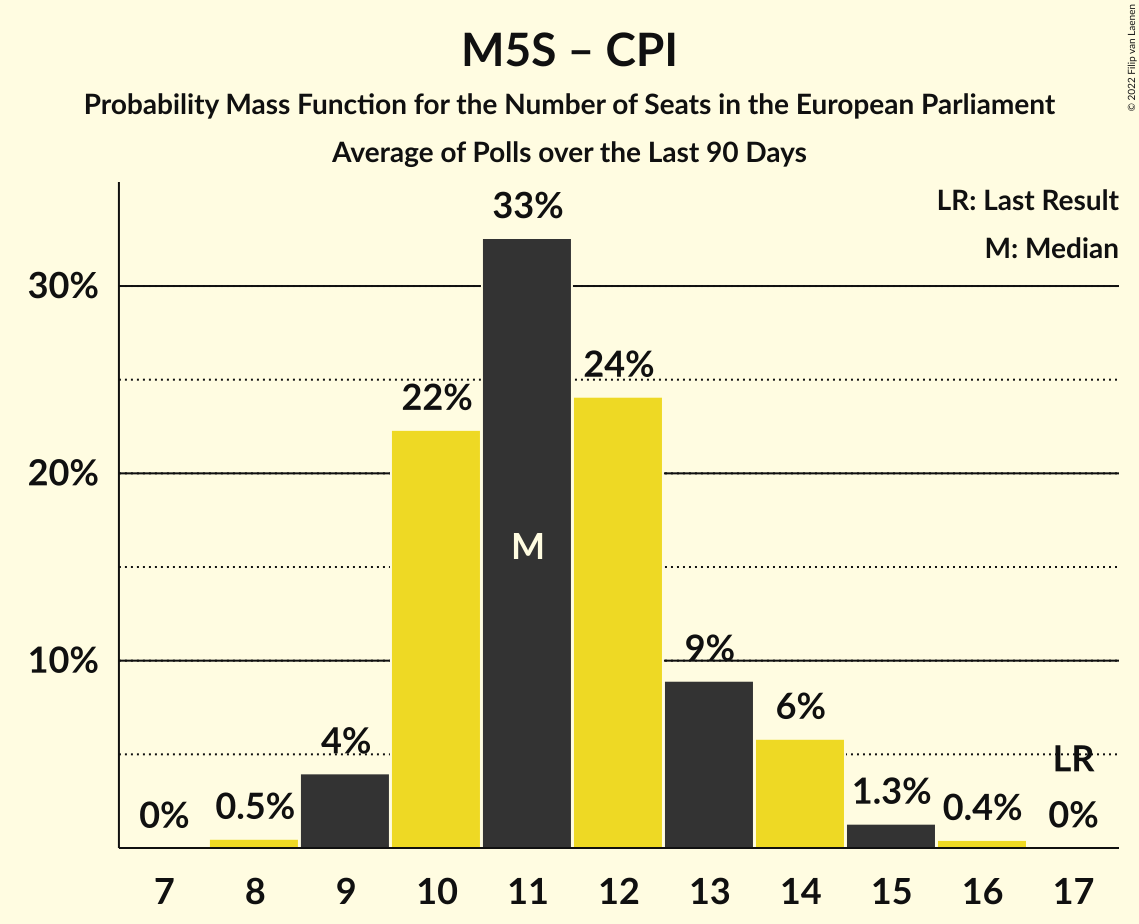 M5S – CPI
Probability Mass Function for the Number of Seats in the European Parliament
Average of Polls over the Last 90 Days
© 2022 Filip van Laenen
LR: Last Result
M: Median
30%
20%
10%
0%
0.5%
4%
22%
33%
24%
9%
6%
1.3%
0.4%
0%
LR
M
7 8 9 10 11 12 13 14 15 16 17